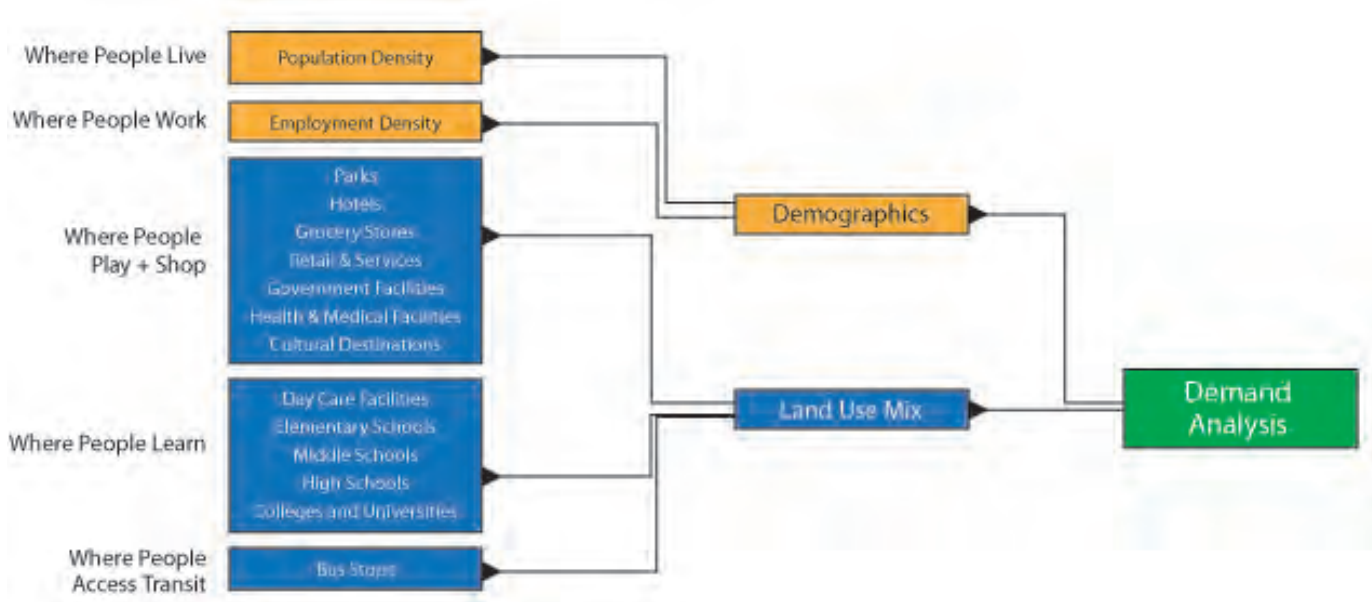 Where People Live
Population Density
Where People Work
Employment Density
Where People
Play + Shop
Parks
Hotels
Grocery Stores
Retail & Services
Government Facilities
Health & Medical Facilities
Cultural Destinations
Where People Learn
Day Care Facilities
Elementary Schools
Middle Schools
High Schools
Colleges and Universities
Where People
Access Transit
Bus Stops
Demographics
Land Use Mix
Demand
Analysis